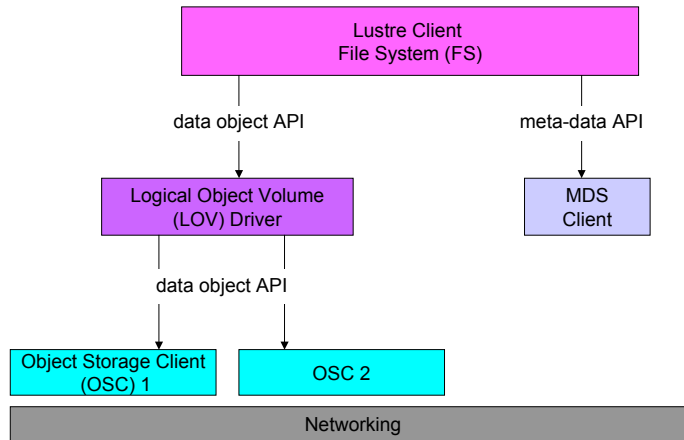 Lustre Client
File System (FS)
data object API
meta-data API
Logical Object Volume
(LOV) Driver
MDS
Client
data object API
Object Storage Client
(OSC) 1
OSC 2
Networking